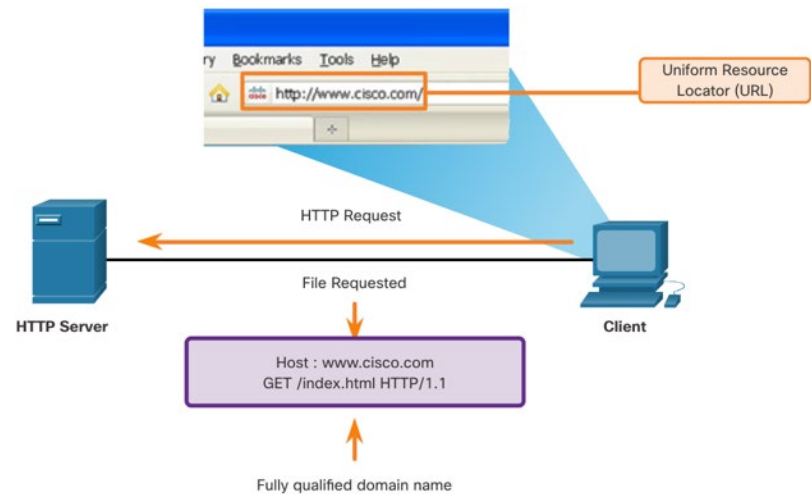 ry Bookmarks Tools Help
cisco http://www.cisco.com/
Uniform Resource
Locator (URL)
HTTP Request
File Requested
HTTP Server
Client
Host : www.cisco.com
GET /index.html HTTP/1.1
Fully qualified domain name